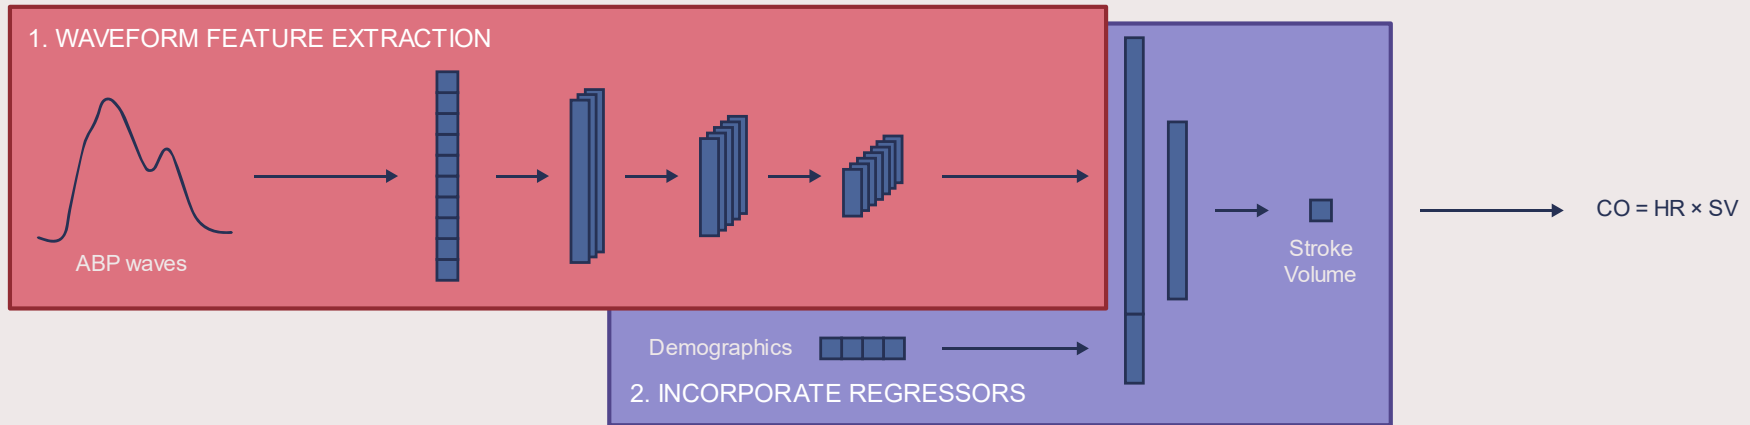 1. WAVEFORM FEATURE EXTRACTION
ABP waves
Demographics
2. INCORPORATE REGRESSORS
Stroke
Volume
CO = HR × SV